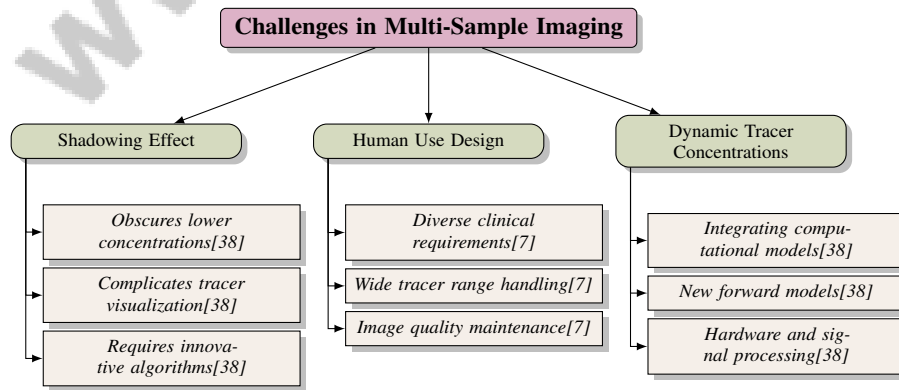 Challenges in Multi-Sample Imaging
Shadowing Effect
Obscures lower
concentrations[38]
Complicates tracer
visualization[38]
Requires innova-
tive algorithms[38]
Human Use Design
Diverse clinical
requirements[7]
Wide tracer range handling[7]
Image quality maintenance[7]
Dynamic Tracer
Concentrations
Integrating compu-
tational models[38]
New forward models[38]
Hardware and sig-
nal processing[38]